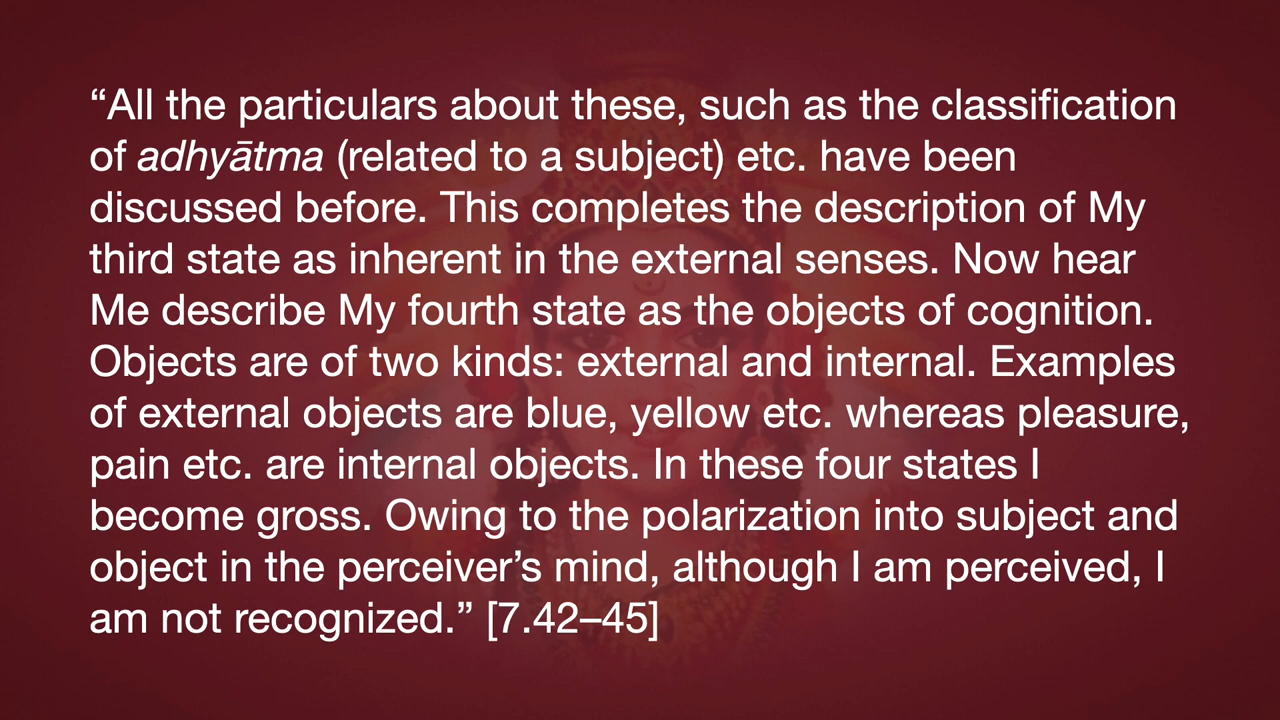 “All the particulars about these, such as the classification
of adhyātma (related to a subject) etc. have been
discussed before. This completes the description of My
third state as inherent in the external senses. Now hear
Me describe My fourth state as the objects of cognition.
Objects are of two kinds: external and internal. Examples
of external objects are blue, yellow etc. whereas pleasure,
pain etc. are internal objects. In these four states I
become gross. Owing to the polarization into subject and
object in the perceiver’s mind, although I am perceived, I
am not recognized.” [7.42–45]